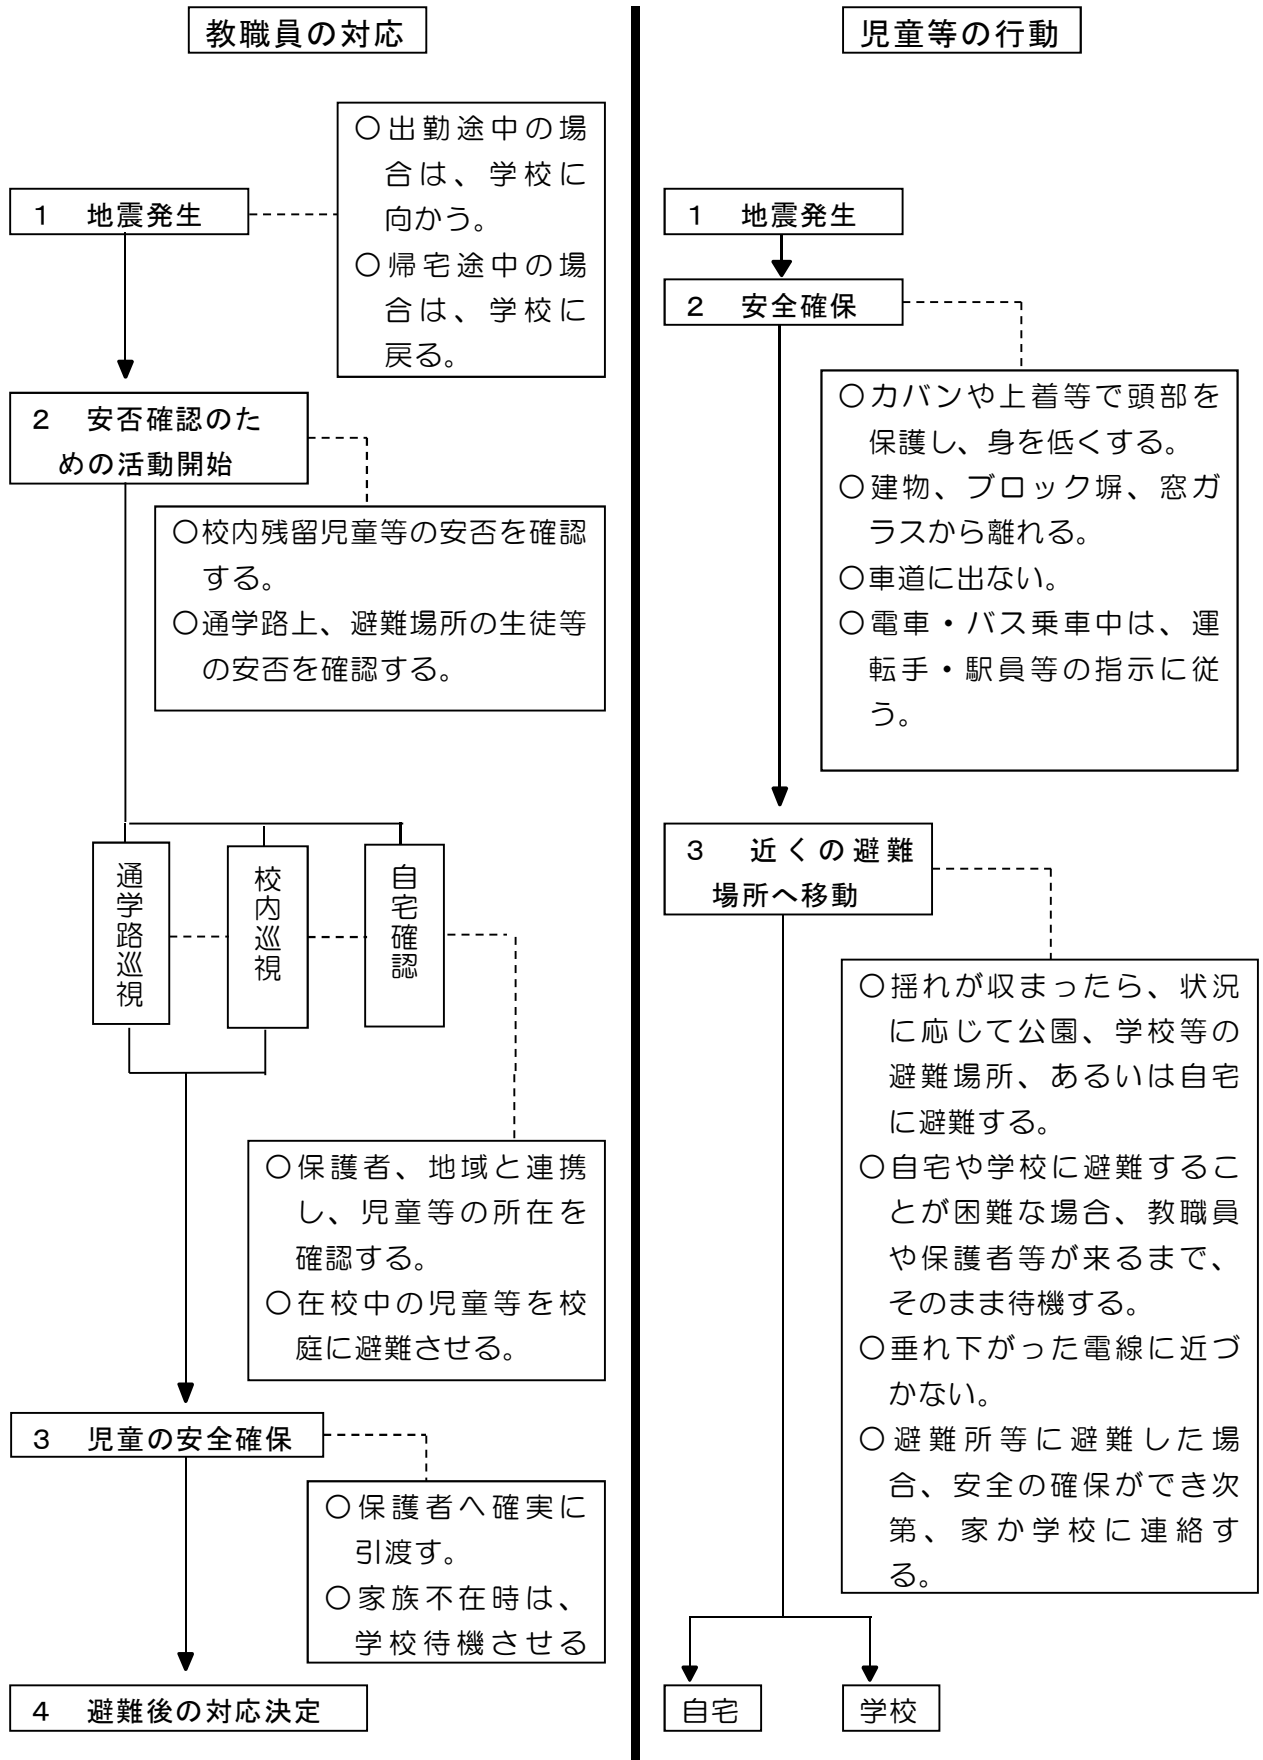 教職員の対応
1 地震発生
○出勤途中の場
合は、学校に
向かう。
○帰宅途中の場
合は、学校に
戻る。
2 安否確認のた
めの活動開始
○校内残留児童等の安否を確認
する。
○通学路上、避難場所の生徒等
の安否を確認する。
通学路巡視
校内巡視
自宅確認
○保護者、地域と連携
し、児童等の所在を
確認する。
○在校中の児童等を校
庭に避難させる。
3 児童の安全確保
○保護者へ確実に
引渡す。
○家族不在時は、
学校待機させる
4 避難後の対応決定
児童等の行動
1 地震発生
2 安全確保
○カバンや上着等で頭部を
保護し、身を低くする。
○建物、ブロック塀、窓ガ
ラスから離れる。
○車道に出ない。
○電車・バス乗車中は、運
転手・駅員等の指示に従
う。
3 近くの避難
場所へ移動
○揺れが収まったら、状況
に応じて公園、学校等の
避難場所、あるいは自宅
に避難する。
○自宅や学校に避難するこ
とが困難な場合、教職員
や保護者等が来るまで、
そのまま待機する。
○垂れ下がった電線に近づ
かない。
○避難所等に避難した場
合、安全の確保ができ次
第、家か学校に連絡す
る。
自宅
学校